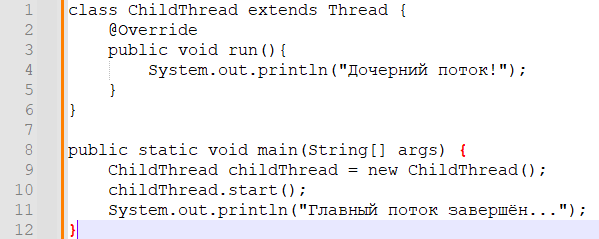 1 class ChildThread extends Thread {
2     @Override
3     public void run(){
4         System.out.println("Дочерний поток!");
5     }
6 }
7
8 public static void main(String[] args) {
9     ChildThread childThread = new ChildThread();
10     childThread.start();
11     System.out.println("Главный поток завершён...");
12 }